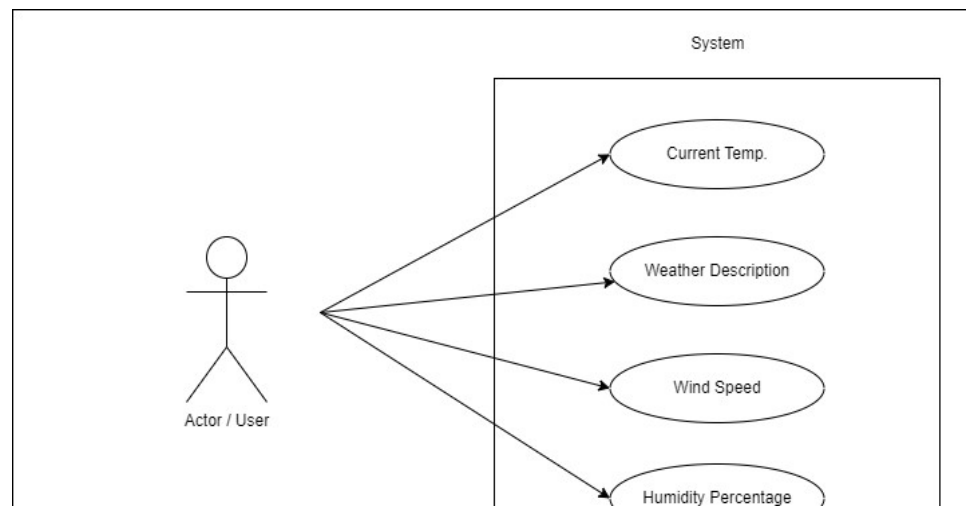 System
Current Temp.
Weather Description
Wind Speed
Actor / User
Humidity Percentage